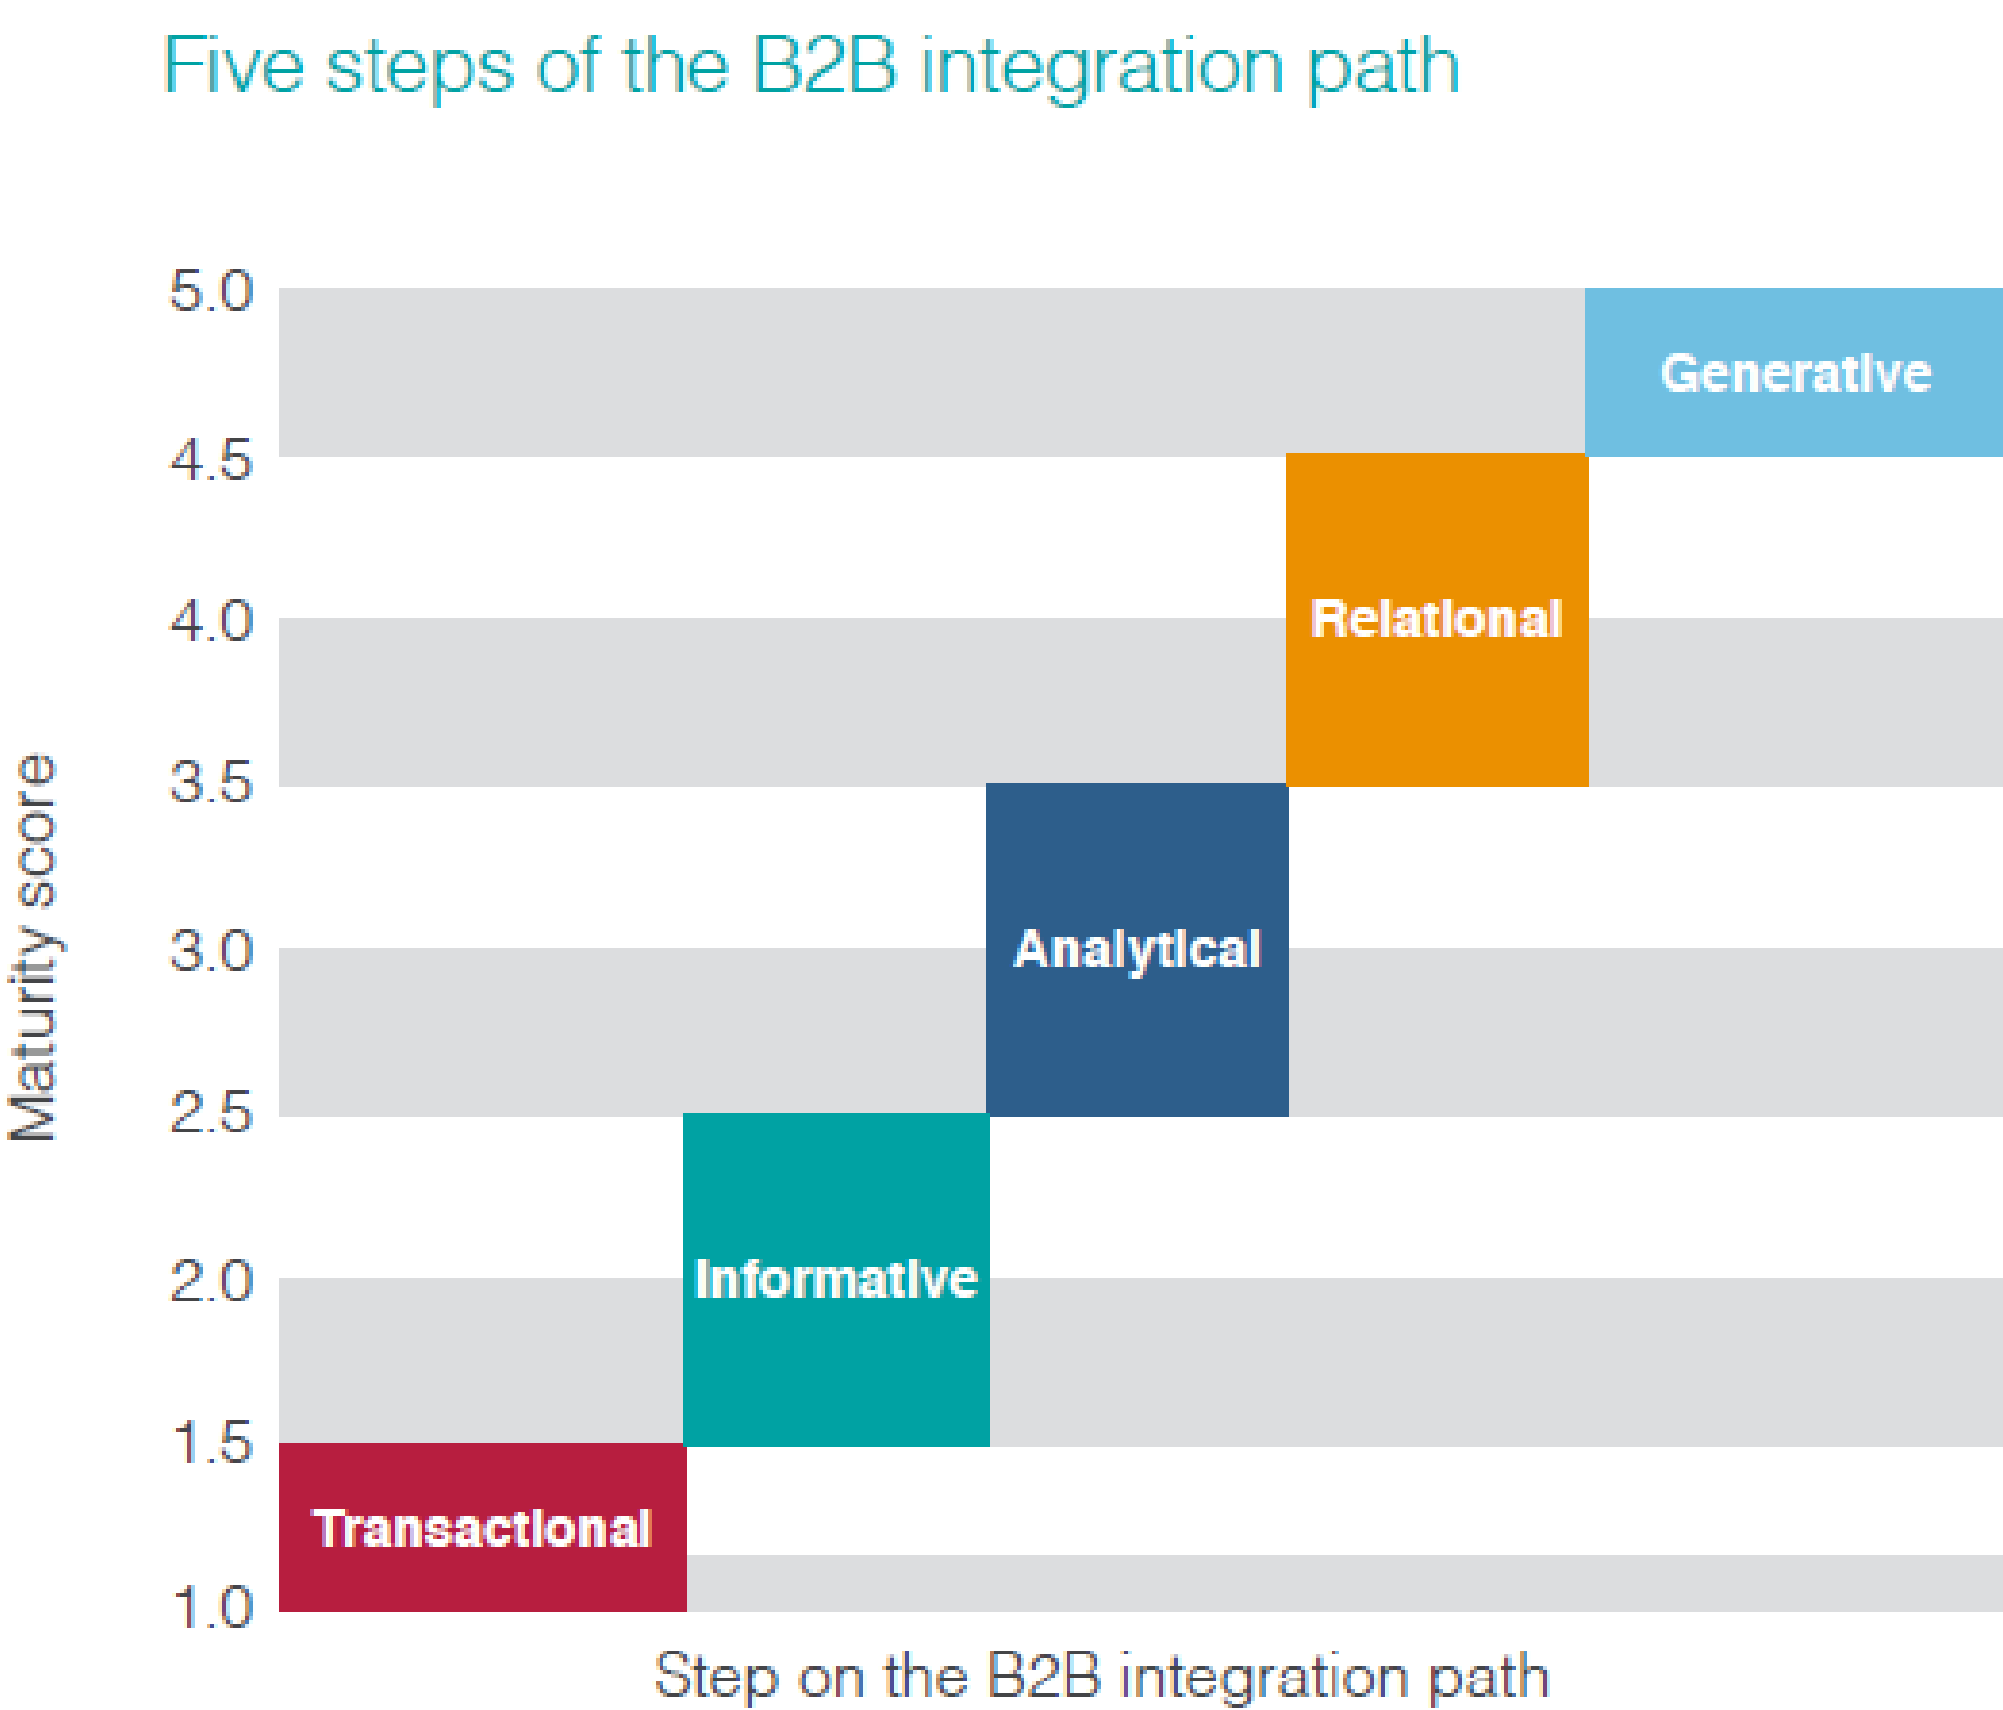 Five steps of the B2B integration path
5.0
Generative
4.5
4.0
Relational
3.5
3.0
Analytical
2.5
2.0
Informative
1.5
Transactional
1.0
Maturity score
Step on the B2B integration path